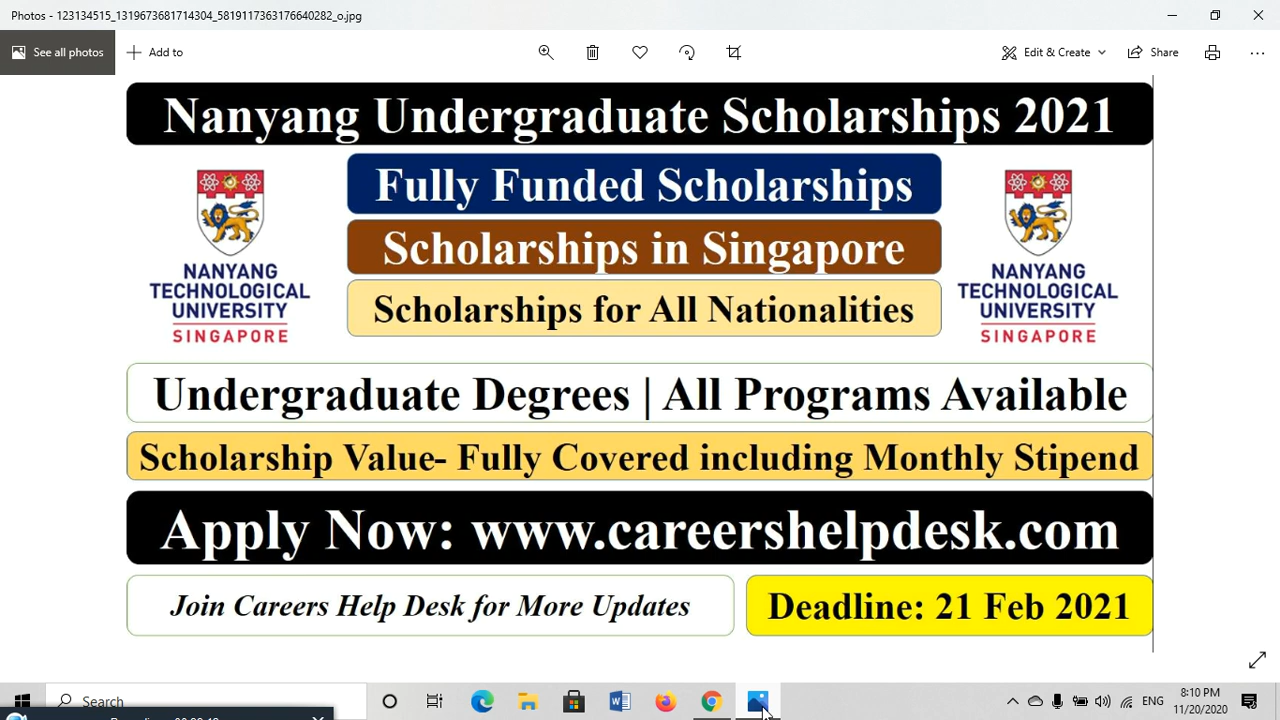 Photos - 123134515_1319673681714304_5819117363176640282_o.jpg
See all photos
Add to
Edit & Create
Share
Nanyang Undergraduate Scholarships 2021
Fully Funded Scholarships
Scholarships in Singapore
Scholarships for All Nationalities
NANYANG
TECHNOLOGICAL
UNIVERSITY
SINGAPORE
NANYANG
TECHNOLOGICAL
UNIVERSITY
SINGAPORE
Undergraduate Degrees | All Programs Available
Scholarship Value- Fully Covered including Monthly Stipend
Apply Now: www.careershelpdesk.com
Join Careers Help Desk for More Updates
Deadline: 21 Feb 2021
Search
ENG
8:10 PM
11/20/2020